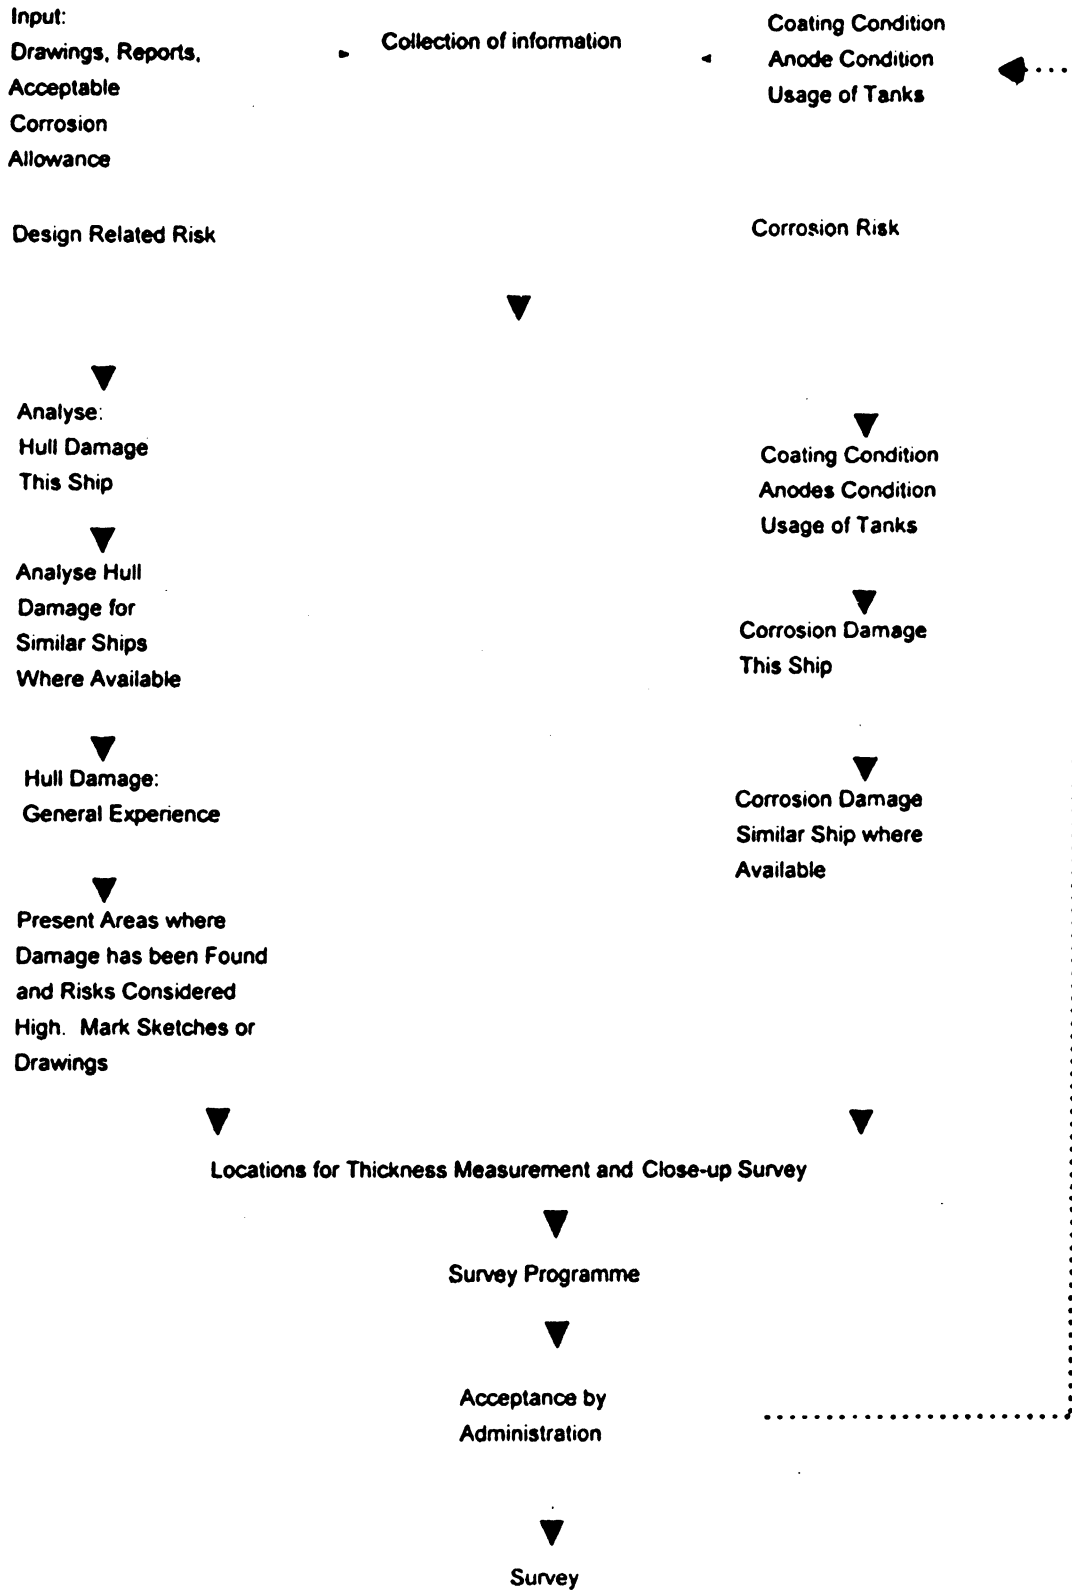 Input:
Drawings, Reports,
Acceptable
Corrosion
Allowance
Collection of information
Coating Condition
Anode Condition
Usage of Tanks
Design Related Risk
Corrosion Risk
Analyse:
Hull Damage
This Ship
Analyse Hull
Damage for
Similar Ships
Where Available
Hull Damage:
General Experience
Present Areas where
Damage has been Found
and Risks Considered
High. Mark Sketches or
Drawings
Coating Condition
Anodes Condition
Usage of Tanks
Corrosion Damage
This Ship
Corrosion Damage
Similar Ship where
Available
Locations for Thickness Measurement and Close-up Survey
Survey Programme
Acceptance by
Administration
Survey